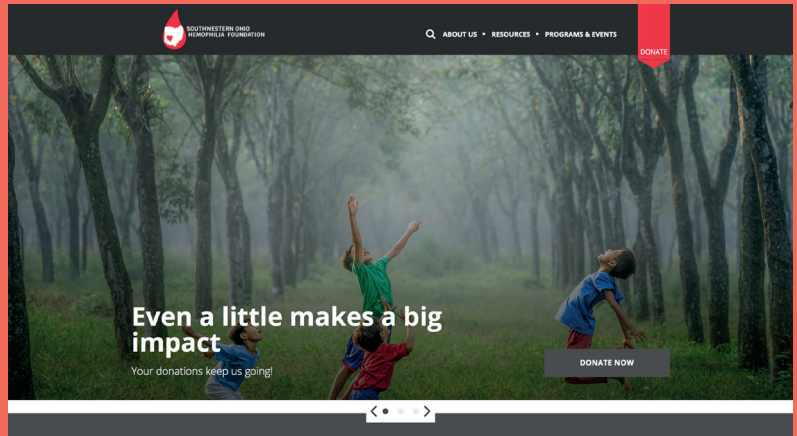 SOUTHWESTERN OHIO
HEMOPHILIA FOUNDATION
ABOUT US • RESOURCES • PROGRAMS & EVENTS
DONATE
Even a little makes a big
impact
Your donations keep us going!
DONATE NOW